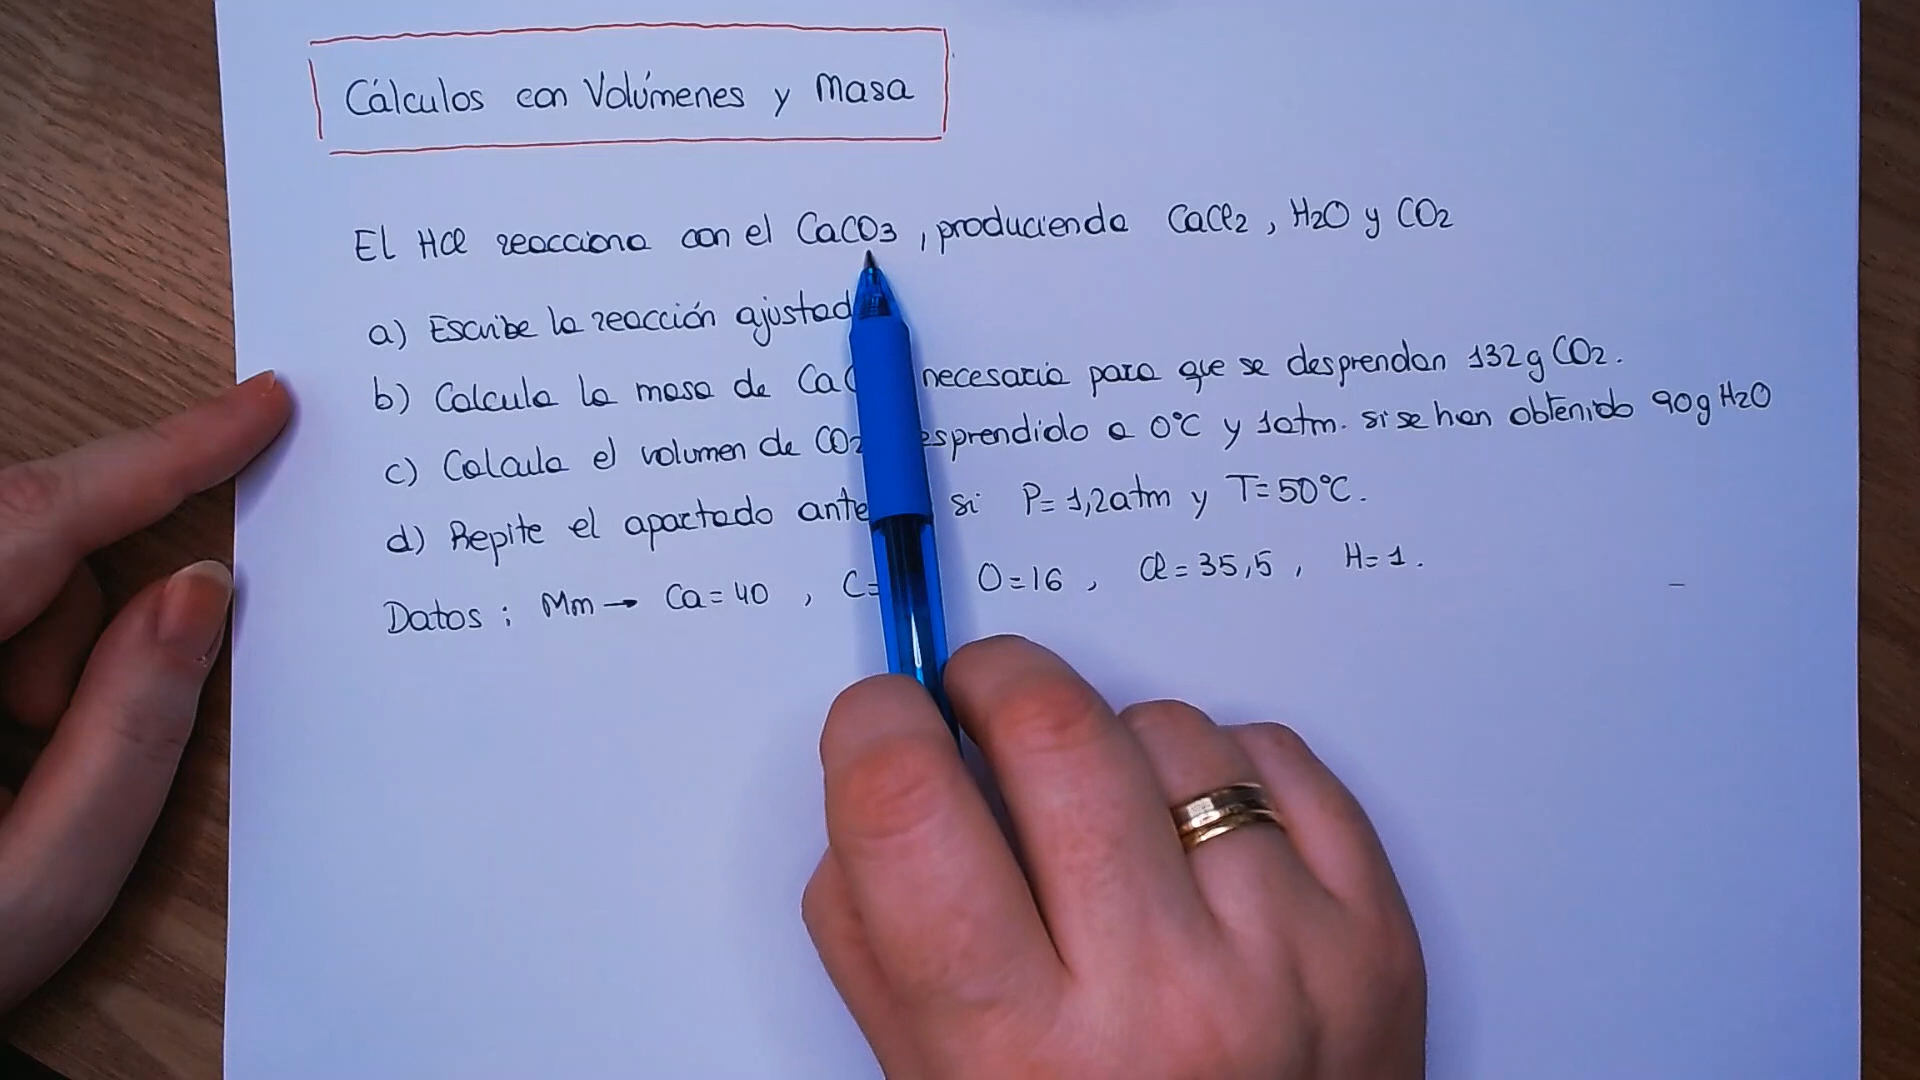 Cálculos con Volúmenes y Masa
El HCl reacciona con el CaCO3, produciendo CaCl2, H2O y CO2
a) Escribe la reacción ajustad
b) Calcula la masa de CaC necesaria para que se desprendan 132g CO2.
c) Calcula el volumen de CO2 esprendido a 0°C y 1atm. si se han obtenido 90g H2O
d) Repite el apartado ante si P=1,2atm y T=50°C.
Datos: Mm → Ca=40, C= O=16, Cl=35,5, H=1.